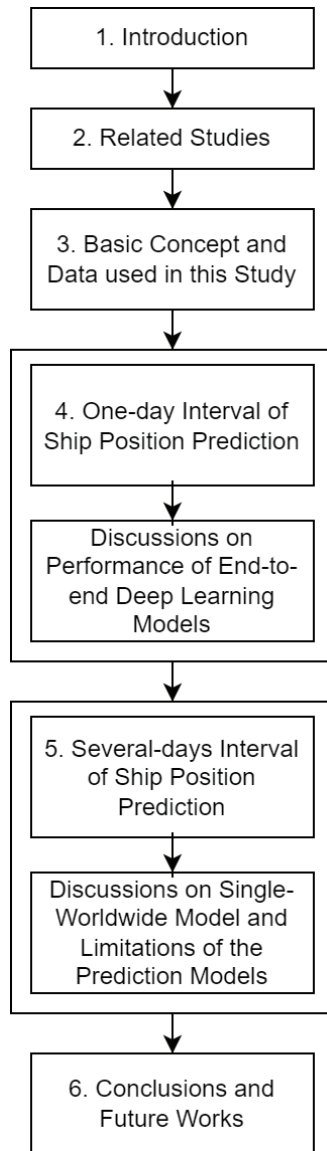 1. Introduction
2. Related Studies
3. Basic Concept and
Data used in this Study
4. One-day Interval of
Ship Position Prediction
Discussions on
Performance of End-to-
end Deep Learning
Models
5. Several-days Interval
of Ship Position
Prediction
Discussions on Single-
Worldwide Model and
Limitations of the
Prediction Models
6. Conclusions and
Future Works